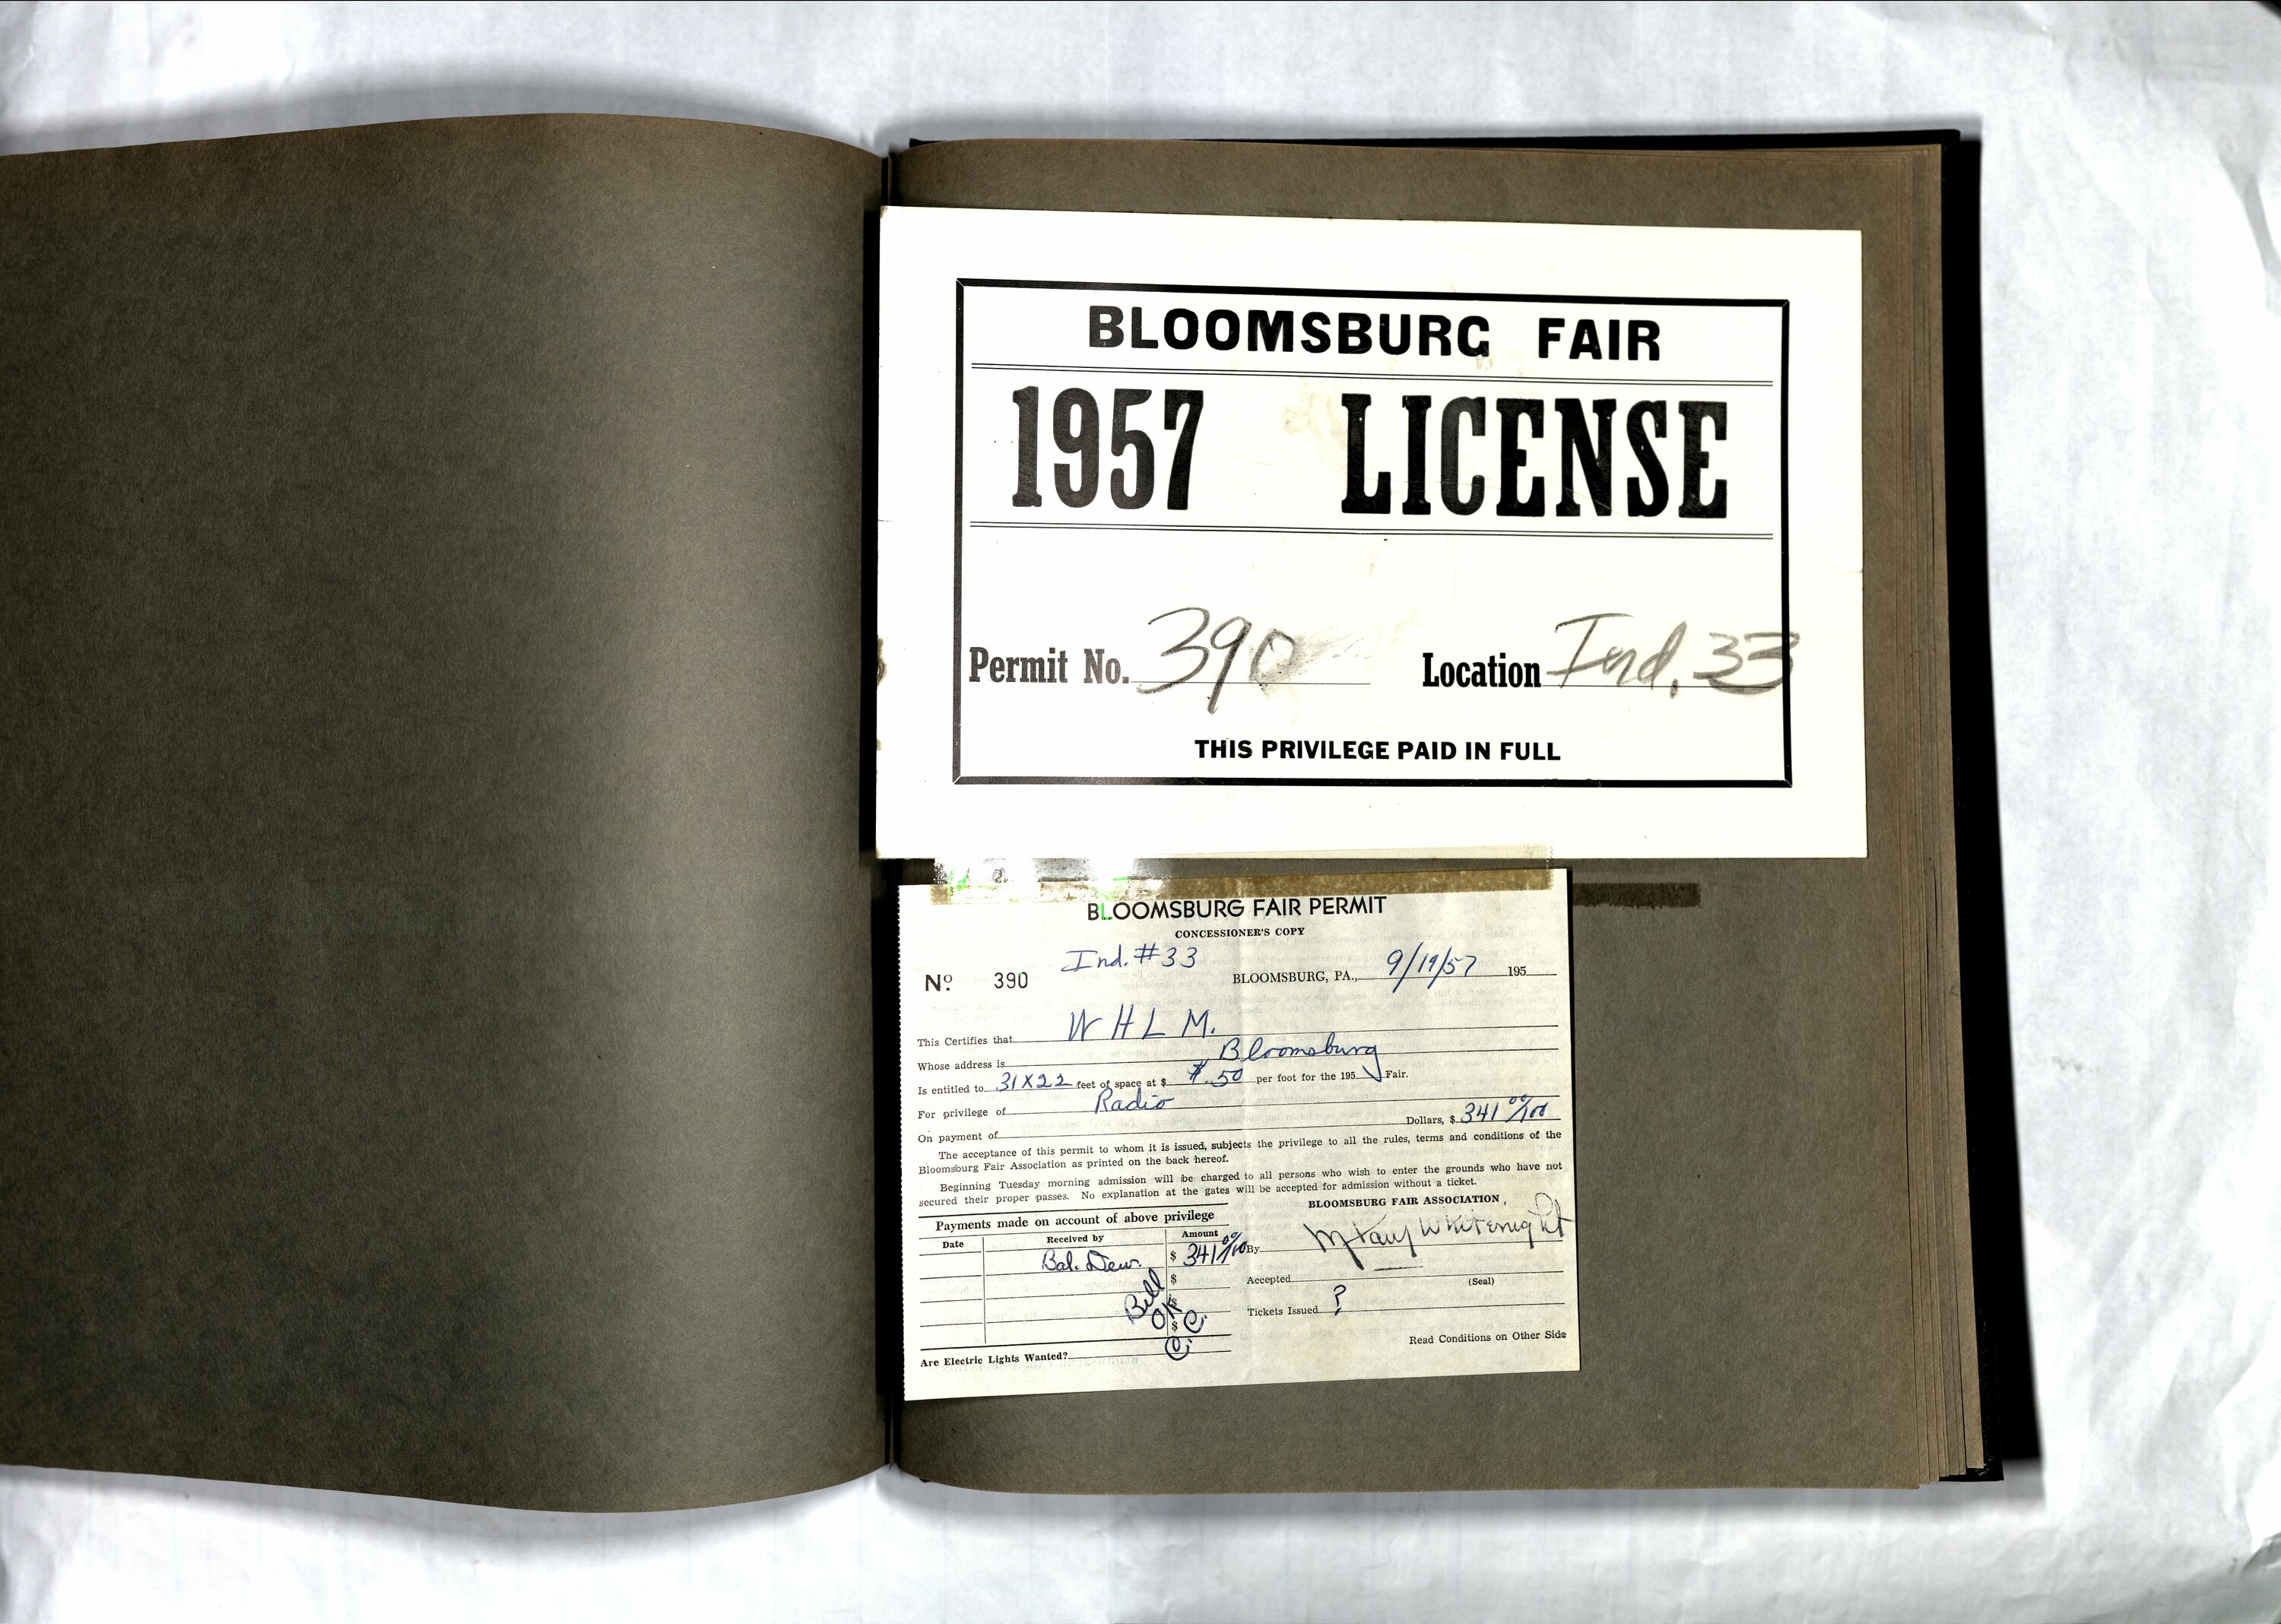 BLOOMSBURG FAIR
1957 LICENSE
Permit No. 390 Location Ind. 33
THIS PRIVILEGE PAID IN FULL
BLOOMSBURG FAIR PERMIT
CONCESSIONER'S COPY
Ind. #33
No. 390 BLOOMSBURG, PA., 9/19/57 195
This Certifies that W H L M.
Whose address is Bloomsburg
Is entitled to 31X22 feet of space at $ $.50 per foot for the 195 Fair.
For privilege of Radio
On payment of Dollars, $ 341 00/100
The acceptance of this permit to whom it is issued, subjects the privilege to all the rules, terms and conditions of the
Bloomsburg Fair Association as printed on the back hereof.
Beginning Tuesday morning admission will be charged to all persons who wish to enter the grounds who have not
secured their proper passes. No explanation at the gates will be accepted for admission without a ticket.
BLOOMSBURG FAIR ASSOCIATION
Payments made on account of above privilege
Date Received by Amount
Bal. $ 341 00/100 By Whitenight
$
Accepted (Seal)
Bill $
OK $
Tickets Issued ?
Read Conditions on Other Side
Are Electric Lights Wanted?